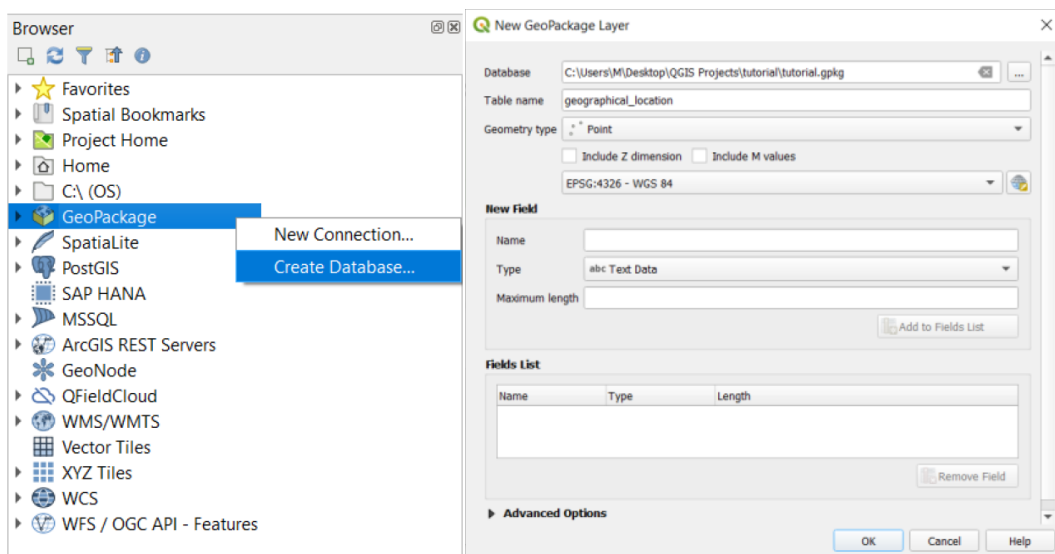 Browser
Favorites
Spatial Bookmarks
Project Home
Home
C:\ (OS)
GeoPackage
SpatiaLite
PostGIS
SAP HANA
MSSQL
ArcGIS REST Servers
GeoNode
QFieldCloud
WMS/WMTS
Vector Tiles
XYZ Tiles
WCS
WFS / OGC API - Features
New Connection...
Create Database...
New GeoPackage Layer
Database C:\Users\M\Desktop\QGIS Projects\tutorial\tutorial.gpkg ...
Table name geographical_location
Geometry type Point
Include Z dimension Include M values
EPSG:4326 - WGS 84
New Field
Name
Type abc Text Data
Maximum length
Add to Fields List
Fields List
Name Type Length
Remove Field
Advanced Options
OK Cancel Help